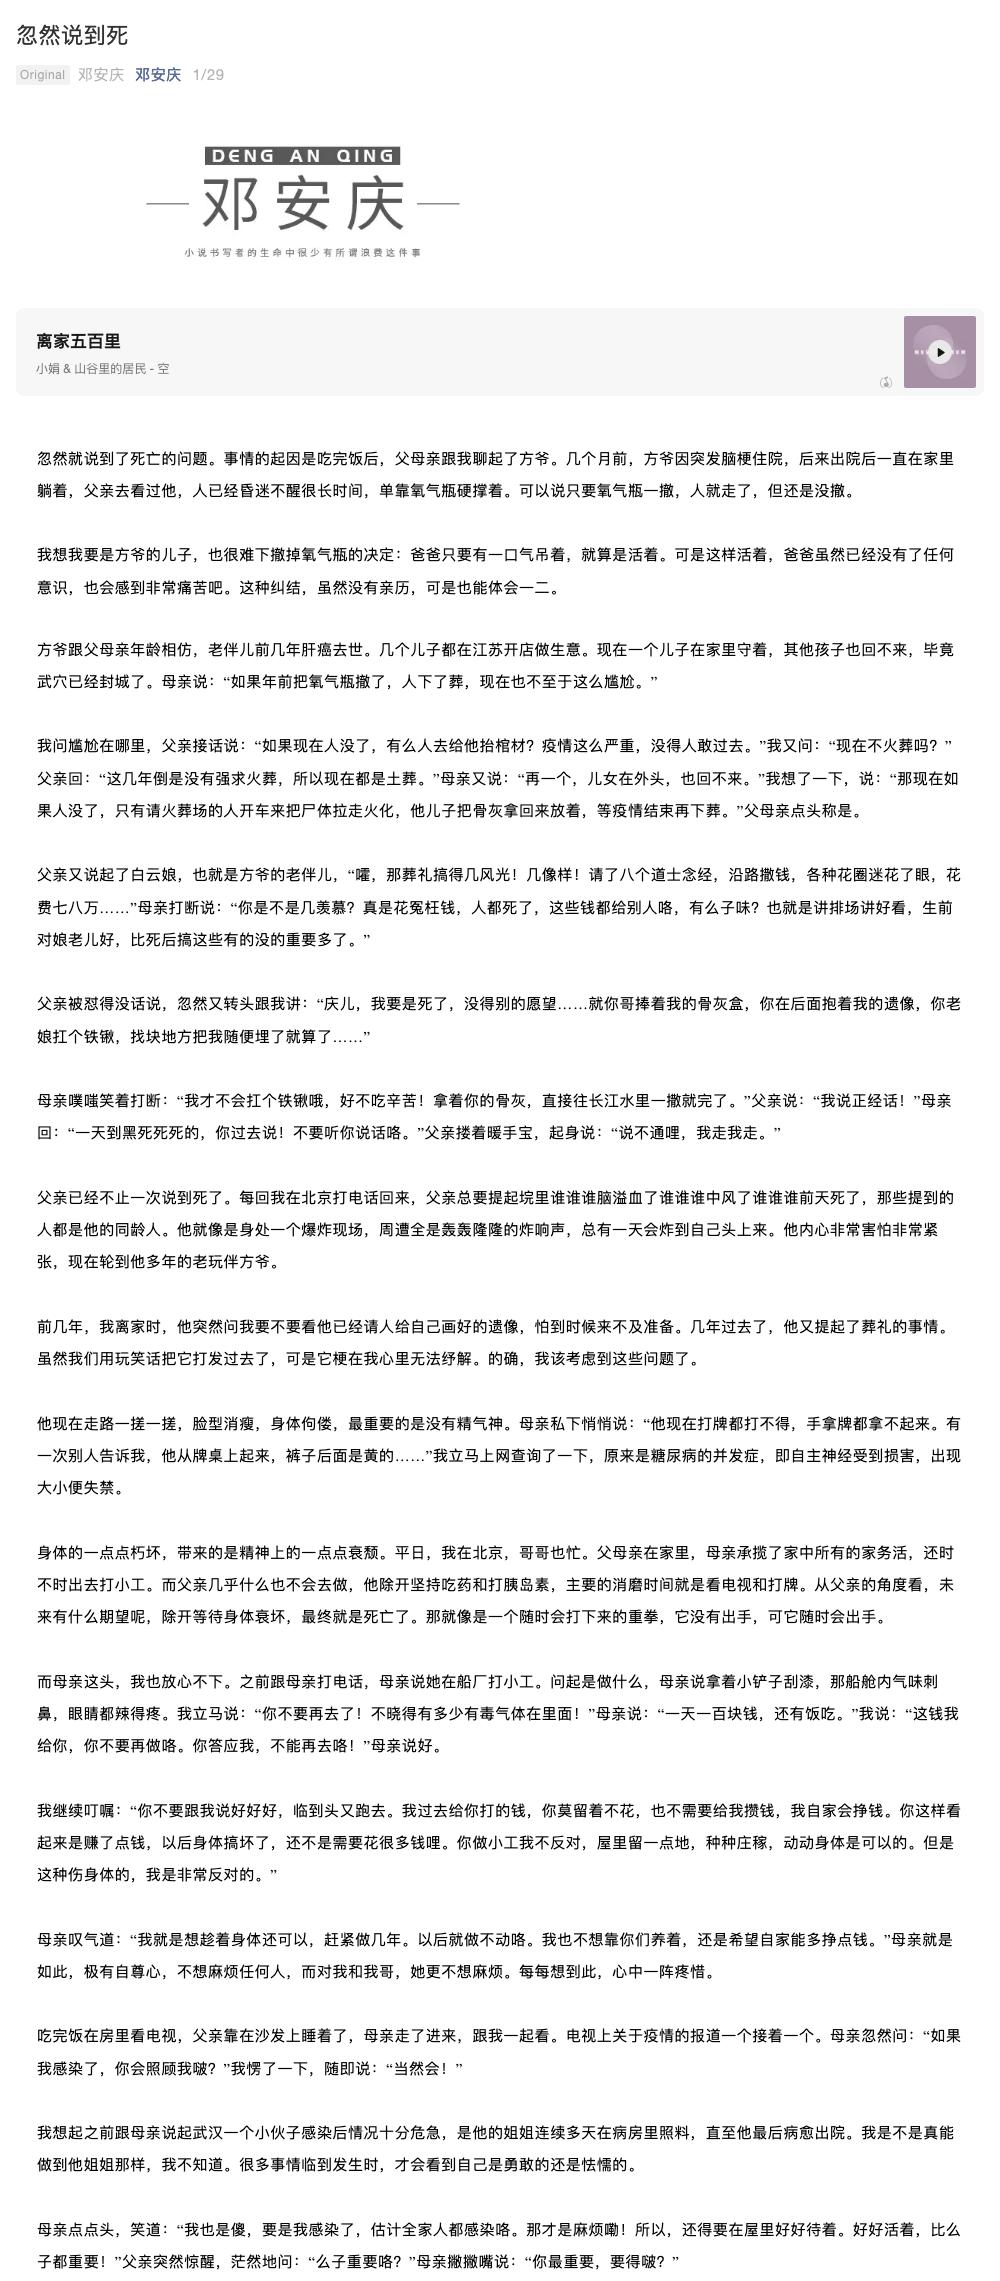 忽然说到死
Original 邓安庆 邓安庆 1/29
DENG AN QING
邓安庆
小说书写者的生命中很少有所谓浪费这件事
离家五百里
小娟 & 山谷里的居民 - 空
忽然就说到了死亡的问题。事情的起因是吃完饭后，父母亲跟我聊起了方爷。几个月前，方爷因突发脑梗住院，后来出院后一直在家里
躺着，父亲去看过他，人已经昏迷不醒很长时间，单靠氧气瓶硬撑着。可以说只要氧气瓶一撤，人就走了，但还是没撤。
我想我要是方爷的儿子，也很难下撤掉氧气瓶的决定：爸爸只要有一口气吊着，就算是活着。可是这样活着，爸爸虽然已经没有了任何
意识，也会感到非常痛苦吧。这种纠结，虽然没有亲历，可是也能体会一二。
方爷跟父母亲年龄相仿，老伴儿前几年肝癌去世。几个儿子都在江苏开店做生意。现在一个儿子在家里守着，其他孩子也回不来，毕竟
武穴已经封城了。母亲说：“如果年前把氧气瓶撤了，人下了葬，现在也不至于这么尴尬。”
我问尴尬在哪里，父亲接话说：“如果现在人没了，有么人去给他抬棺材？疫情这么严重，没得人敢过去。”我又问：“现在不火葬吗？”
父亲回：“这几年倒是没有强求火葬，所以现在都是土葬。”母亲又说：“再一个，儿女在外头，也回不来。”我想了一下，说：“那现在如
果人没了，只有请火葬场的人开车来把尸体拉走火化，他儿子把骨灰拿回来放着，等疫情结束再下葬。”父母亲点头称是。
父亲又说起了白云娘，也就是方爷的老伴儿，“嚯，那葬礼搞得几风光！几像样！请了八个道士念经，沿路撒钱，各种花圈迷花了眼，花
费七八万……”母亲打断说：“你是不是几羡慕？真是花冤枉钱，人都死了，这些钱都给别人咯，有么子味？也就是讲排场讲好看，生前
对娘老儿好，比死后搞这些有的没的重要多了。”
父亲被怼得没话说，忽然又转头跟我讲：“庆儿，我要是死了，没得别的愿望……就你哥捧着我的骨灰盒，你在后面抱着我的遗像，你老
娘扛个铁锹，找块地方把我随便埋了就算了……”
母亲噗嗤笑着打断：“我才不会扛个铁锹哦，好不吃辛苦！拿着你的骨灰，直接往长江水里一撒就完了。”父亲说：“我说正经话！”母亲
回：“一天到黑死死死的，你过去说！不要听你说话咯。”父亲搂着暖手宝，起身说：“说不通哩，我走我走。”
父亲已经不止一次说到死了。每回我在北京打电话回来，父亲总要提起垸里谁谁谁脑溢血了谁谁谁中风了谁谁谁前天死了，那些提到的
人都是他的同龄人。他就像是身处一个爆炸现场，周遭全是轰轰隆隆的炸响声，总有一天会炸到自己头上来。他内心非常害怕非常紧
张，现在轮到他多年的老玩伴方爷。
前几年，我离家时，他突然问我要不要看他已经请人给自己画好的遗像，怕到时候来不及准备。几年过去了，他又提起了葬礼的事情。
虽然我们用玩笑话把它打发过去了，可是它梗在我心里无法纾解。的确，我该考虑到这些问题了。
他现在走路一搓一搓，脸型消瘦，身体佝偻，最重要的是没有精气神。母亲私下悄悄说：“他现在打牌都打不得，手拿牌都拿不起来。有
一次别人告诉我，他从牌桌上起来，裤子后面是黄的……”我立马上网查询了一下，原来是糖尿病的并发症，即自主神经受到损害，出现
大小便失禁。
身体的一点点朽坏，带来的是精神上的一点点衰颓。平日，我在北京，哥哥也忙。父母亲在家里，母亲承揽了家中所有的家务活，还时
不时出去打小工。而父亲几乎什么也不会去做，他除开坚持吃药和打胰岛素，主要的消磨时间就是看电视和打牌。从父亲的角度看，未
来有什么期望呢，除开等待身体衰坏，最终就是死亡了。那就像是一个随时会打下来的重拳，它没有出手，可它随时会出手。
而母亲这头，我也放心不下。之前跟母亲打电话，母亲说她在船厂打小工。问起是做什么，母亲说拿着小铲子刮漆，那船舱内气味刺
鼻，眼睛都辣得疼。我立马说：“你不要再去了！不晓得有多少有毒气体在里面！”母亲说：“一天一百块钱，还有饭吃。”我说：“这钱我
给你，你不要再做咯。你答应我，不能再去咯！”母亲说好。
我继续叮嘱：“你不要跟我说好好好，临到头又跑去。我过去给你打的钱，你莫留着不花，也不需要给我攒钱，我自家会挣钱。你这样看
起来是赚了点钱，以后身体搞坏了，还不是需要花很多钱哩。你做小工我不反对，屋里留一点地，种种庄稼，动动身体是可以的。但是
这种伤身体的，我是非常反对的。”
母亲叹气道：“我就是想趁着身体还可以，赶紧做几年。以后就做不动咯。我也不想靠你们养着，还是希望自家能多挣点钱。”母亲就是
如此，极有自尊心，不想麻烦任何人，而对我和我哥，她更不想麻烦。每每想到此，心中一阵疼惜。
吃完饭在房里看电视，父亲靠在沙发上睡着了，母亲走了进来，跟我一起看。电视上关于疫情的报道一个接着一个。母亲忽然问：“如果
我感染了，你会照顾我啵？”我愣了一下，随即说：“当然会！”
我想起之前跟母亲说起武汉一个小伙子感染后情况十分危急，是他的姐姐连续多天在病房里照料，直至他最后病愈出院。我是不是真能
做到他姐姐那样，我不知道。很多事情临到发生时，才会看到自己是勇敢的还是怯懦的。
母亲点点头，笑道：“我也是傻，要是我感染了，估计全家人都感染咯。那才是麻烦嘞！所以，还得要在屋里好好待着。好好活着，比么
子都重要！”父亲突然惊醒，茫然地问：“么子重要咯？”母亲撇撇嘴说：“你最重要，要得啵？”